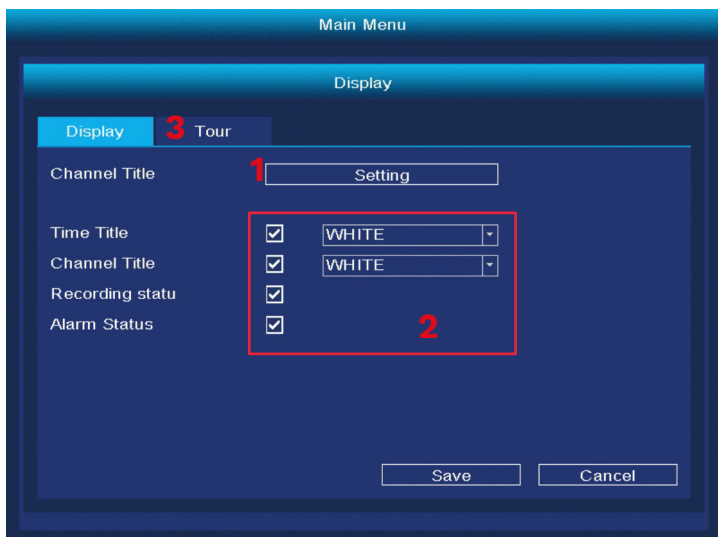 Main Menu
Display
Display 3 Tour
Channel Title 1 Setting
Time Title WHITE
Channel Title WHITE
Recording statu
Alarm Status 2
Save Cancel